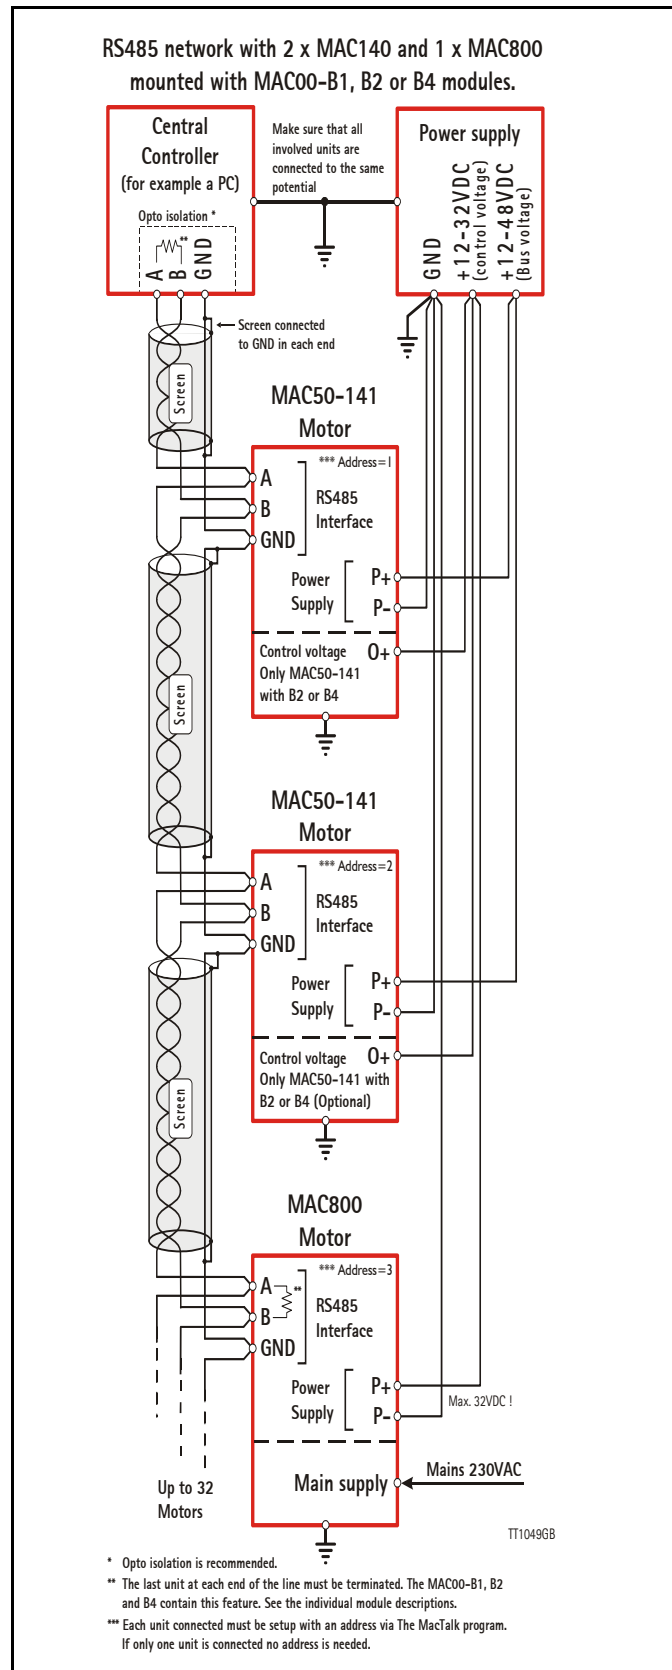 RS485 network with 2 x MAC140 and 1 x MAC800
mounted with MAC00-B1, B2 or B4 modules.
Central
Controller
(for example a PC)
Opto isolation *
**
A
B
GND
Make sure that all
involved units are
connected to the same
potential
Power supply
GND
+12-32VDC
(control voltage)
+12-48VDC
(Bus voltage)
Screen connected
to GND in each end
Screen
MAC50-141
Motor
*** Address=1
A
B
GND
RS485
Interface
Power
Supply
P+
P-
Control voltage
Only MAC50-141
with B2 or B4
O+
Screen
MAC50-141
Motor
*** Address=2
A
B
GND
RS485
Interface
Power
Supply
P+
P-
Control voltage
Only MAC50-141 with
B2 or B4 (Optional)
O+
Screen
MAC800
Motor
*** Address=3
A
**
B
GND
RS485
Interface
Power
Supply
P+
P-
Max. 32VDC !
Main supply
Mains 230VAC
Up to 32
Motors
TT1049GB
* Opto isolation is recommended.
** The last unit at each end of the line must be terminated. The MAC00-B1, B2
and B4 contain this feature. See the individual module descriptions.
*** Each unit connected must be setup with an address via The MacTalk program.
If only one unit is connected no address is needed.